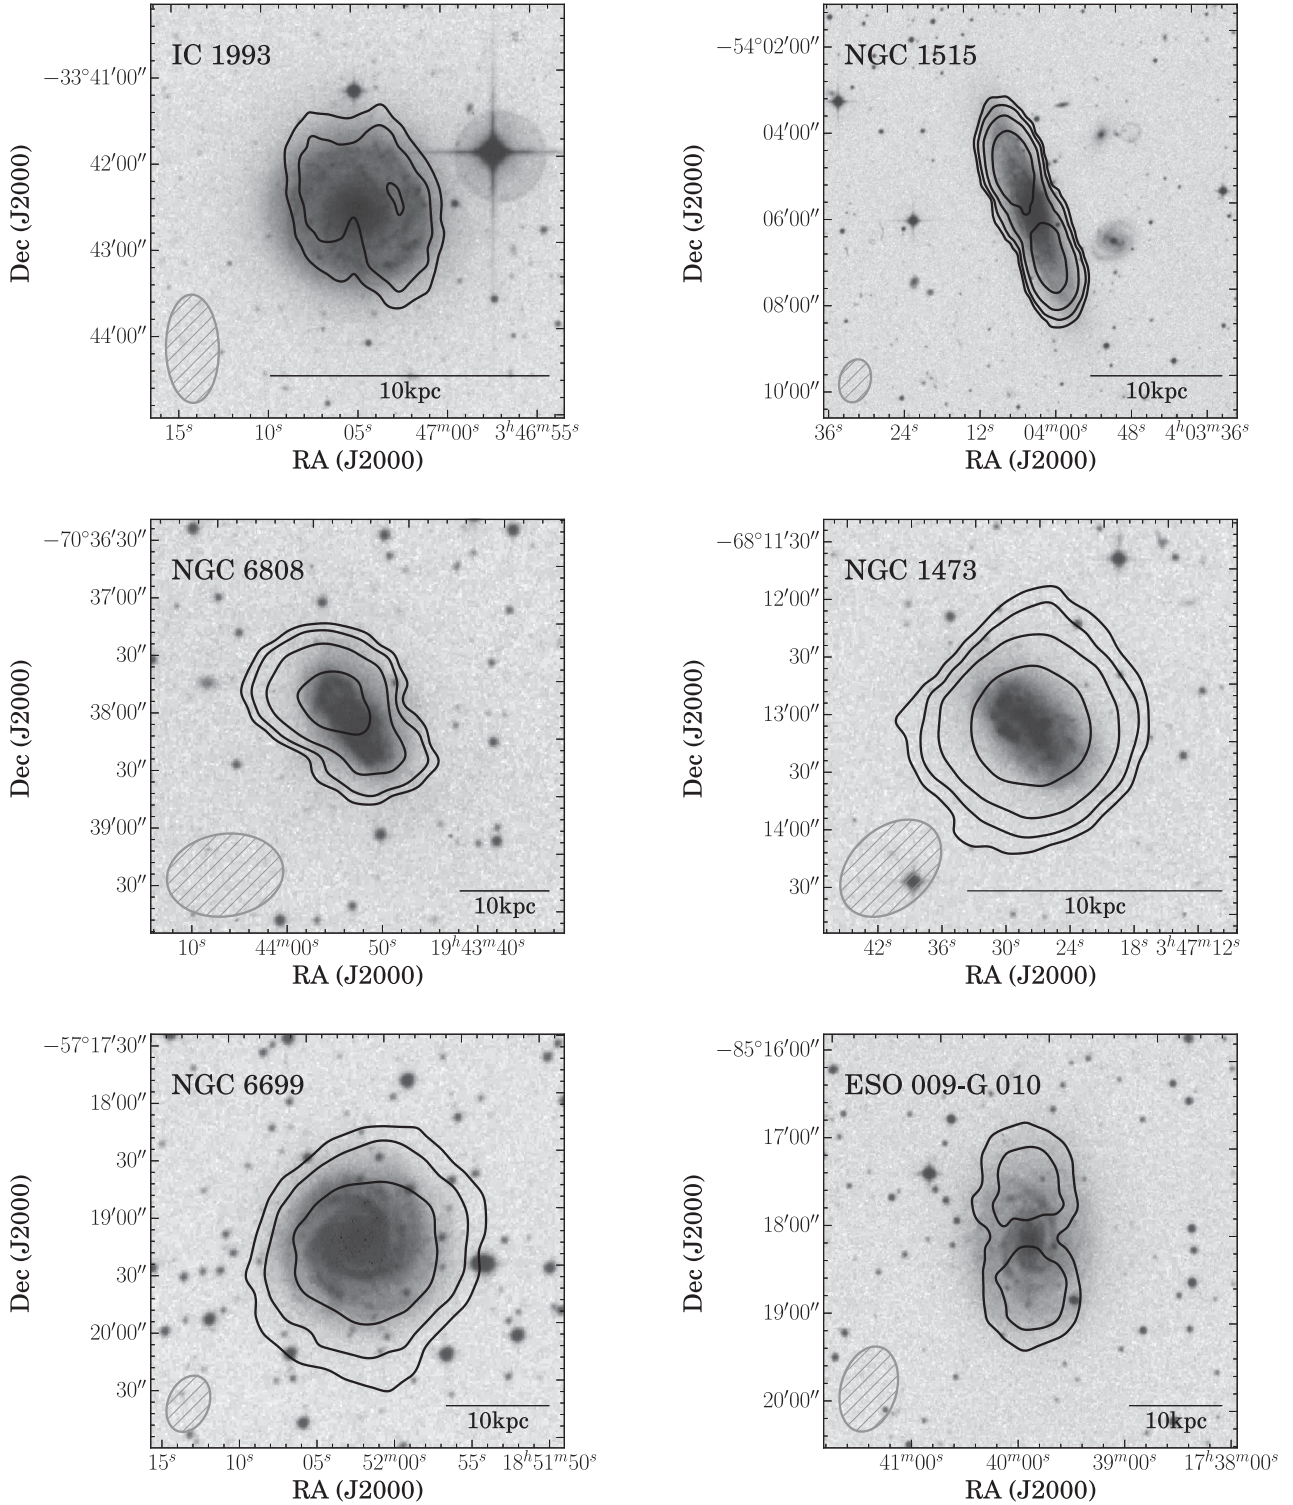 IC 1993
−33°41′00″
42′00″
43′00″
44′00″
Dec (J2000)
10kpc
15ˢ 10ˢ 05ˢ 47ᵐ00ˢ 3ʰ46ᵐ55ˢ
RA (J2000)
NGC 1515
−54°02′00″
04′00″
06′00″
08′00″
10′00″
Dec (J2000)
10kpc
36ˢ 24ˢ 12ˢ 04ᵐ00ˢ 48ˢ 4ʰ03ᵐ36ˢ
RA (J2000)
NGC 6808
−70°36′30″
37′00″
30″
38′00″
30″
39′00″
30″
Dec (J2000)
10kpc
10ˢ 44ᵐ00ˢ 50ˢ 19ʰ43ᵐ40ˢ
RA (J2000)
NGC 1473
−68°11′30″
12′00″
30″
13′00″
30″
14′00″
30″
Dec (J2000)
10kpc
42ˢ 36ˢ 30ˢ 24ˢ 18ˢ 3ʰ47ᵐ12ˢ
RA (J2000)
NGC 6699
−57°17′30″
18′00″
30″
19′00″
30″
20′00″
30″
Dec (J2000)
10kpc
15ˢ 10ˢ 05ˢ 52ᵐ00ˢ 55ˢ 18ʰ51ᵐ50ˢ
RA (J2000)
ESO 009-G 010
−85°16′00″
17′00″
18′00″
19′00″
20′00″
Dec (J2000)
10kpc
41ᵐ00ˢ 40ᵐ00ˢ 39ᵐ00ˢ 17ʰ38ᵐ00ˢ
RA (J2000)